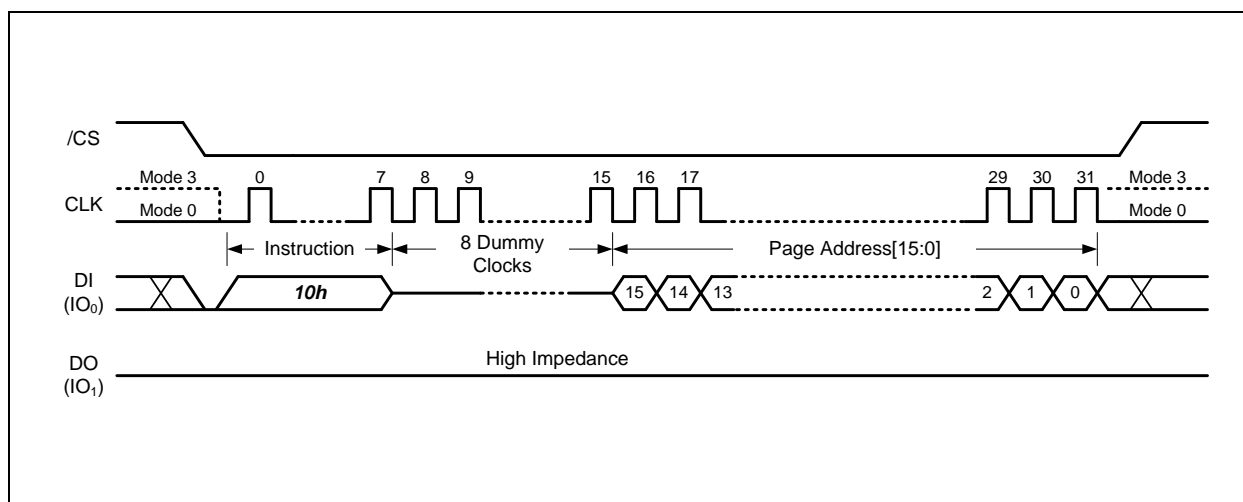 /CS
Mode 3 0 7 8 9 15 16 17 29 30 31 Mode 3
CLK
Mode 0 Mode 0
Instruction 8 Dummy Clocks Page Address[15:0]
DI
(IO₀)
10h 15 14 13 2 1 0
High Impedance
DO
(IO₁)